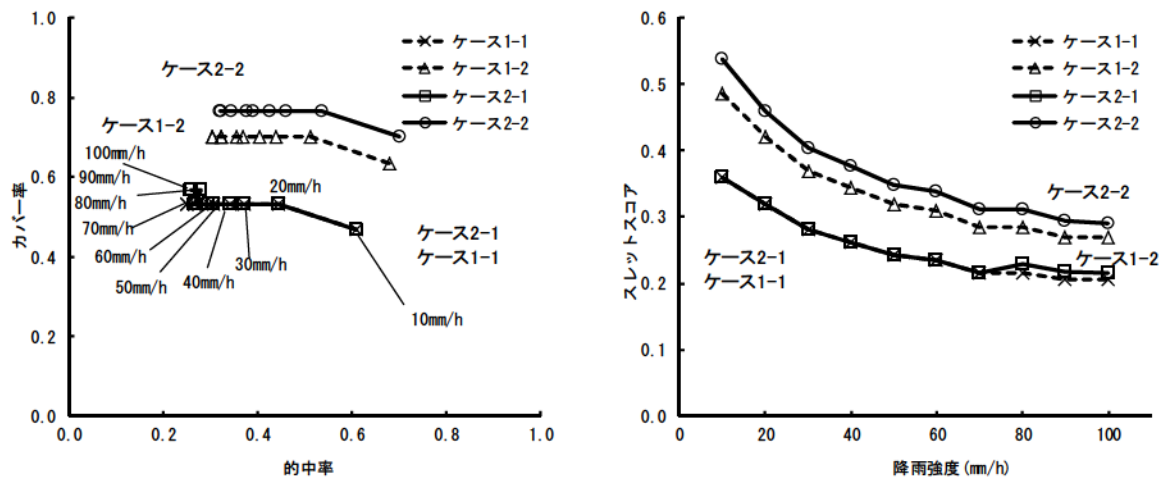 1.0
0.8
0.6
0.4
0.2
0.0
カバー率
0.0
0.2
0.4
0.6
0.8
1.0
的中率
ケース1-1
ケース1-2
ケース2-1
ケース2-2
ケース2-2
ケース1-2
100mm/h
90mm/h
80mm/h
70mm/h
60mm/h
50mm/h
40mm/h
30mm/h
20mm/h
10mm/h
ケース2-1
ケース1-1
0.6
0.5
0.4
0.3
0.2
0.1
0.0
スレットスコア
0
20
40
60
80
100
降雨強度(mm/h)
ケース1-1
ケース1-2
ケース2-1
ケース2-2
ケース2-2
ケース1-2
ケース2-1
ケース1-1